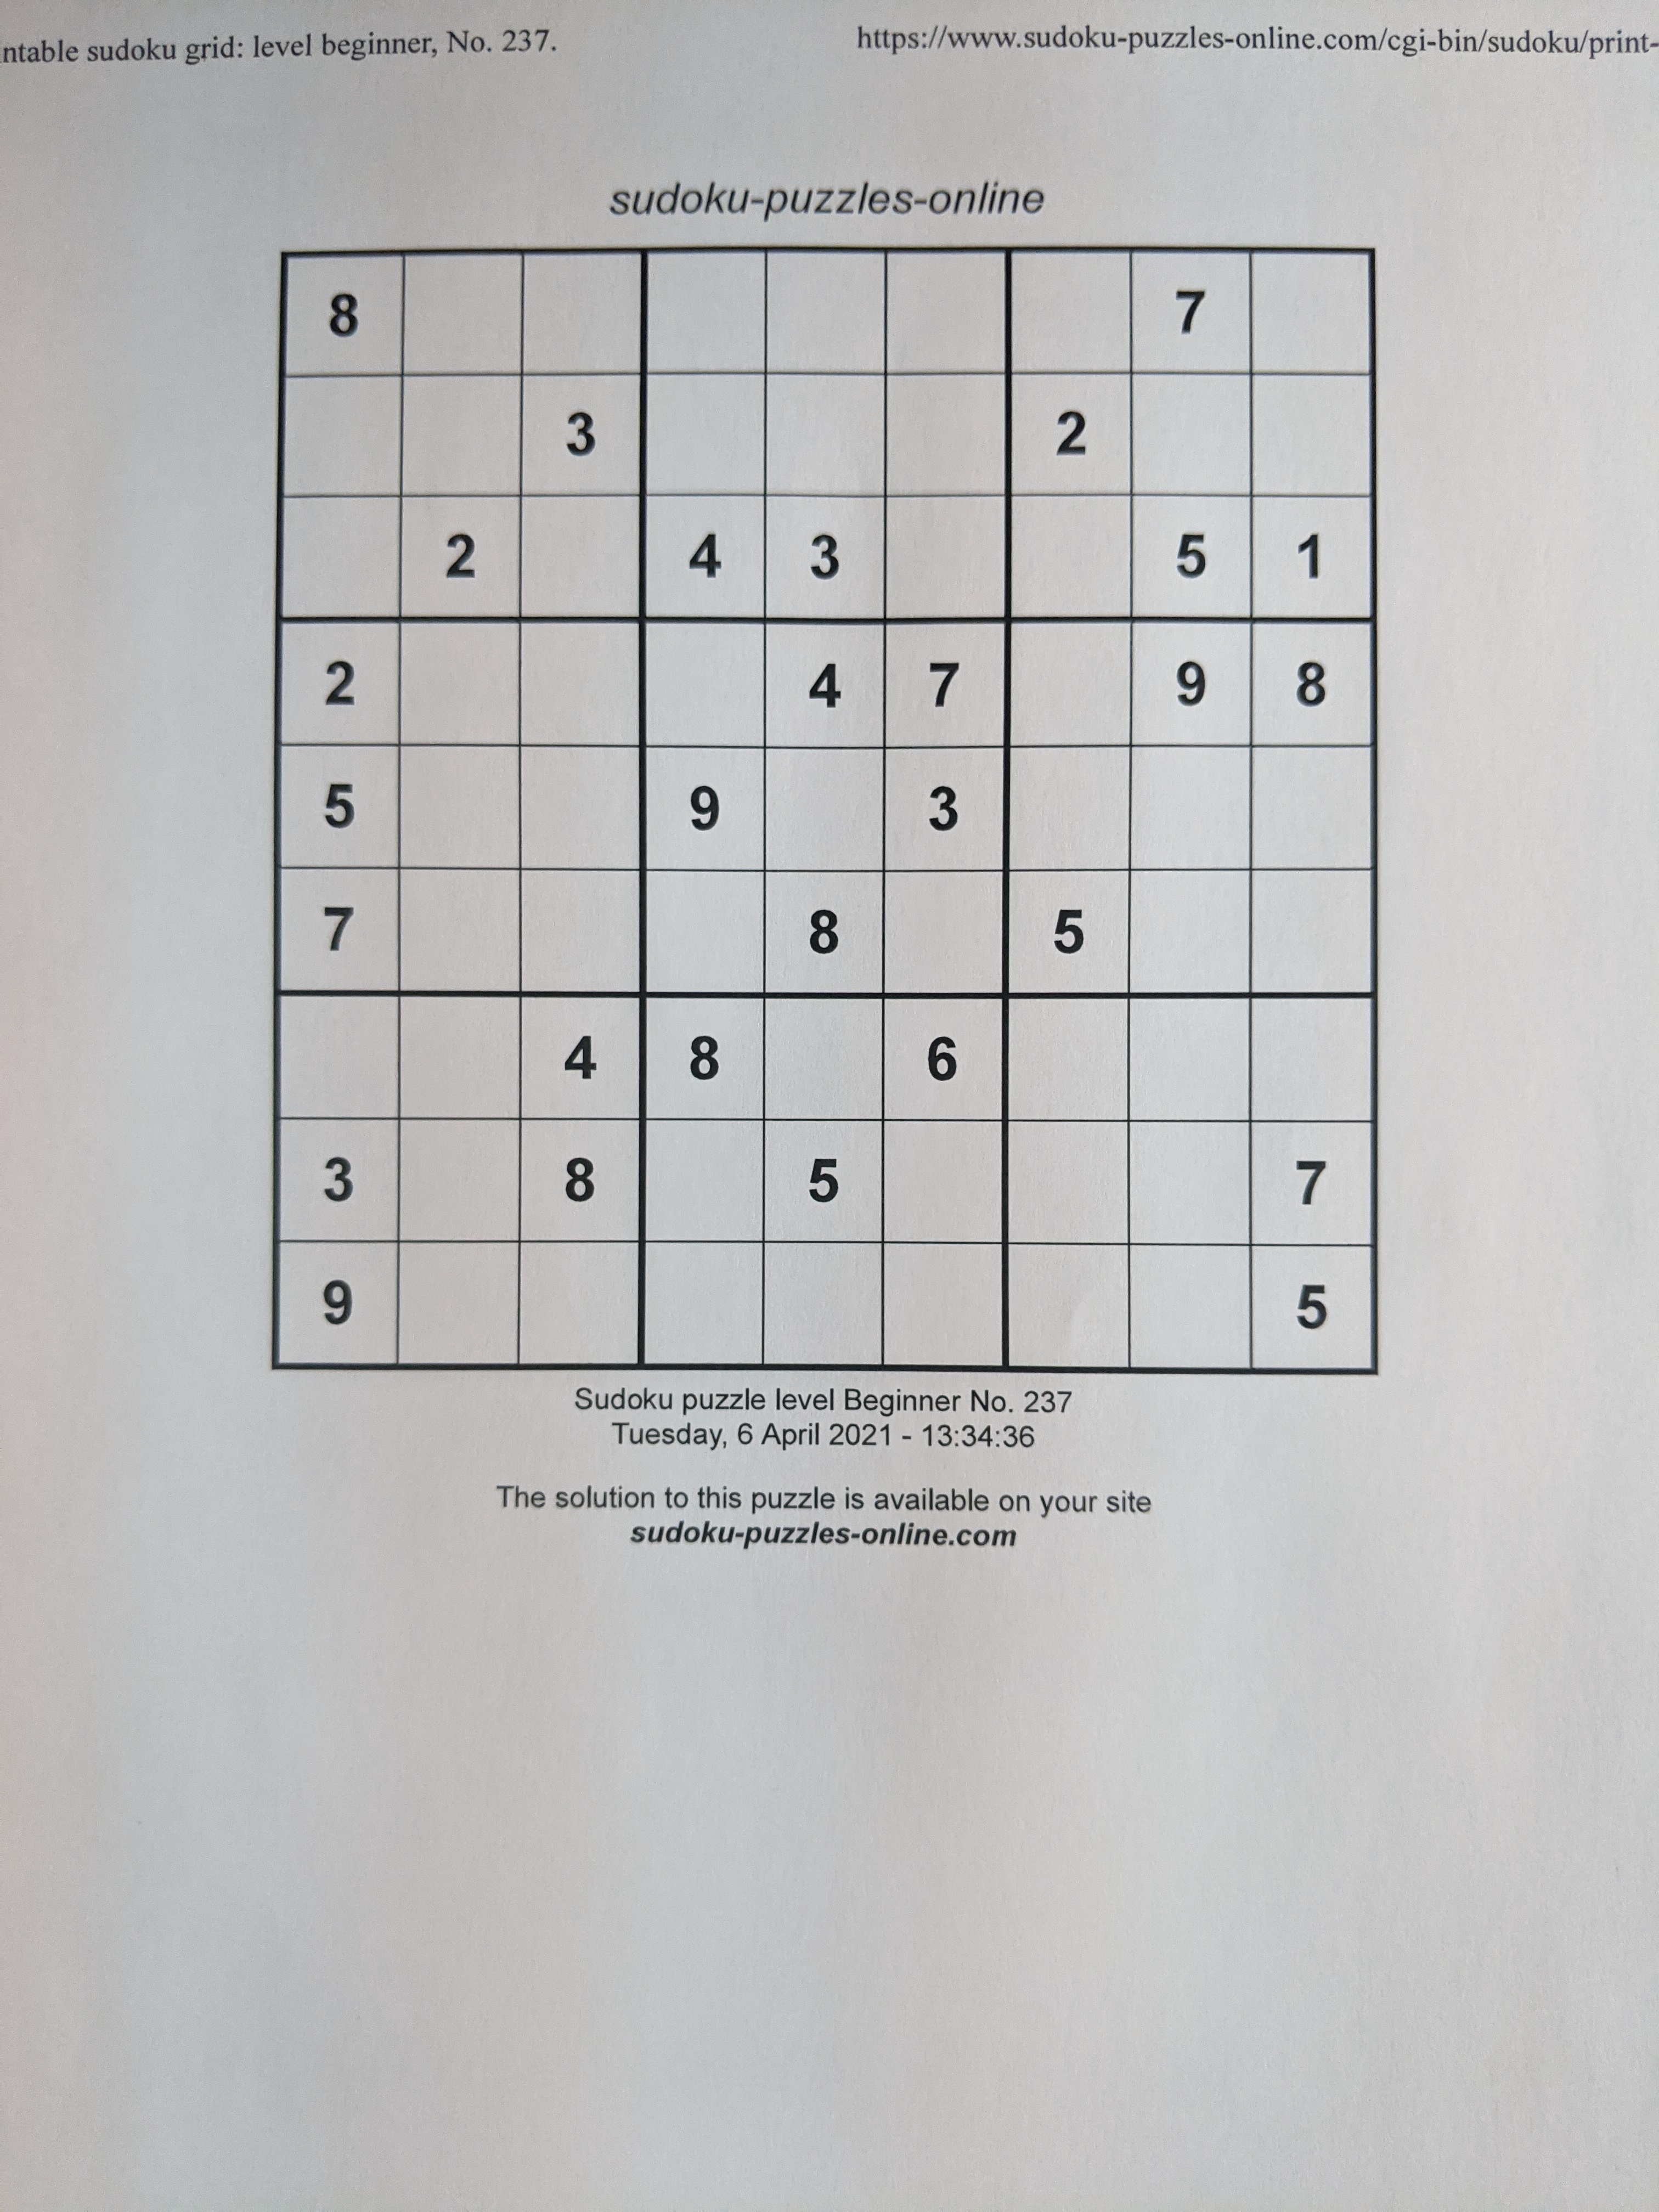 ntable sudoku grid: level beginner, No. 237. https://www.sudoku-puzzles-online.com/cgi-bin/sudoku/print-
sudoku-puzzles-online
8 7
3 2
2 4 3 5 1
2 4 7 9 8
5 9 3
7 8 5
4 8 6
3 8 5 7
9 5
Sudoku puzzle level Beginner No. 237
Tuesday, 6 April 2021 - 13:34:36
The solution to this puzzle is available on your site
sudoku-puzzles-online.com